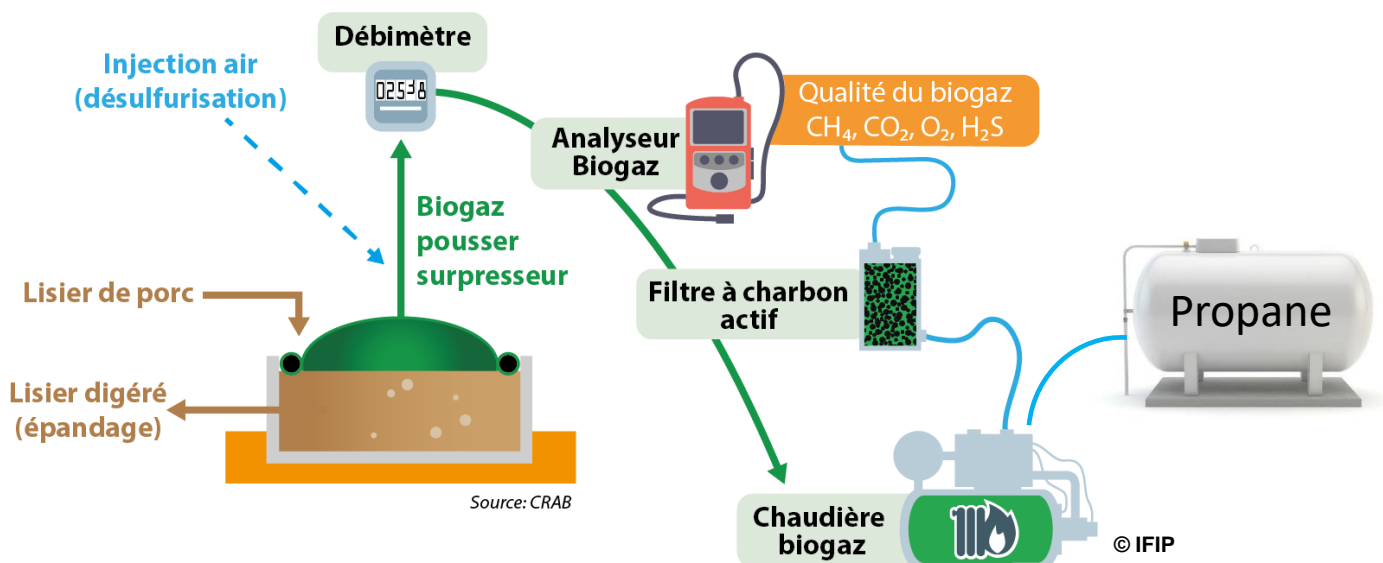 Débimètre
02538
Injection air
(désulfurisation)
Analyseur
Biogaz
Qualité du biogaz
CH₄, CO₂, O₂, H₂S
Biogaz
pousser
surpresseur
Lisier de porc
Filtre à charbon
actif
Propane
Lisier digéré
(épandage)
Source: CRAB
Chaudière
biogaz
© IFIP